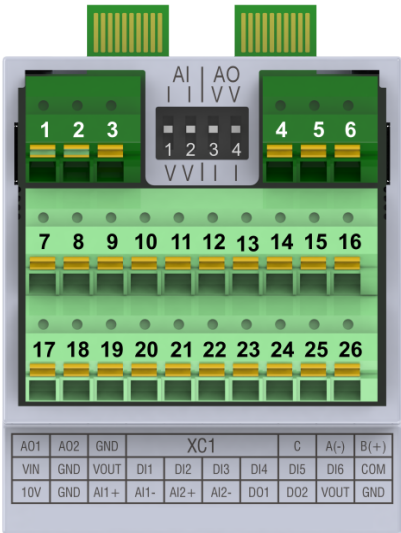 AI | AO
I I V V
1 2 3
4 5 6
1 2 3 4
V V I I
7 8 9 10 11 12 13 14 15 16
17 18 19 20 21 22 23 24 25 26
AO1 AO2 GND XC1 C A(-) B(+)
VIN GND VOUT DI1 DI2 DI3 DI4 DI5 DI6 COM
10V GND AI1+ AI1- AI2+ AI2- DO1 DO2 VOUT GND